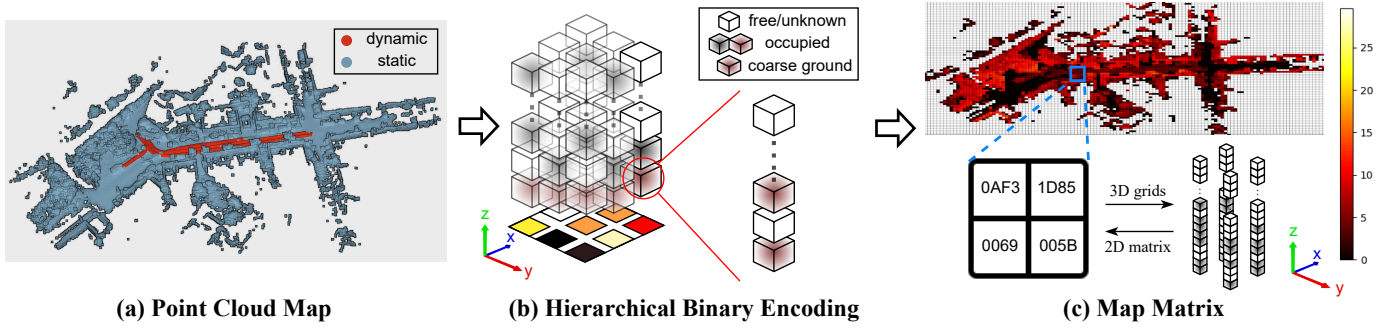 dynamic
static
(a) Point Cloud Map
free/unknown
occupied
coarse ground
z
x
y
(b) Hierarchical Binary Encoding
25
20
15
10
5
0
0AF3 1D85
0069 005B
3D grids
2D matrix
z
x
y
(c) Map Matrix